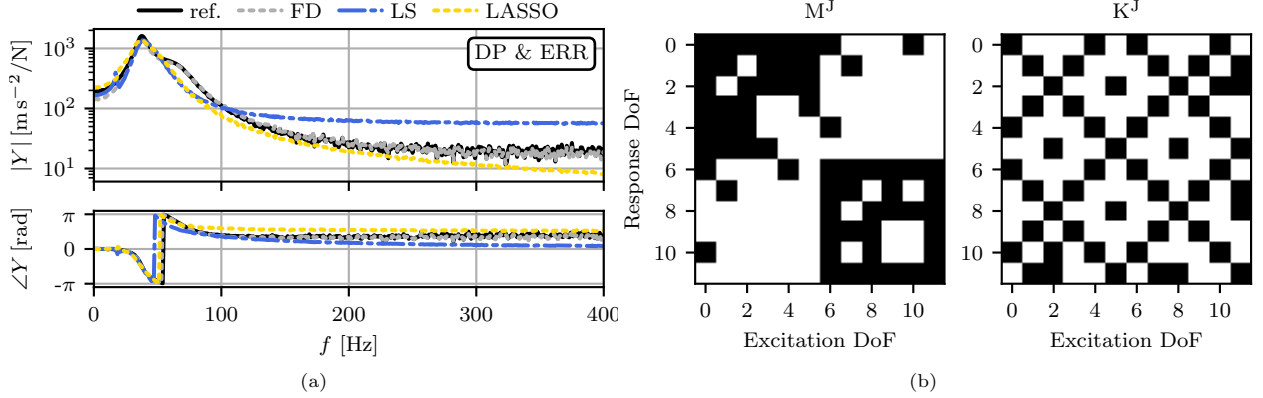 ref. FD LS LASSO
DP & ERR
|Y| [m s⁻²/N]
10³
10²
10¹
∠Y [rad]
π
0
-π
0 100 200 300 400
f [Hz]
(a)
Mᴶ
Response DoF
0
2
4
6
8
10
0 2 4 6 8 10
Excitation DoF
Kᴶ
0
2
4
6
8
10
0 2 4 6 8 10
Excitation DoF
(b)